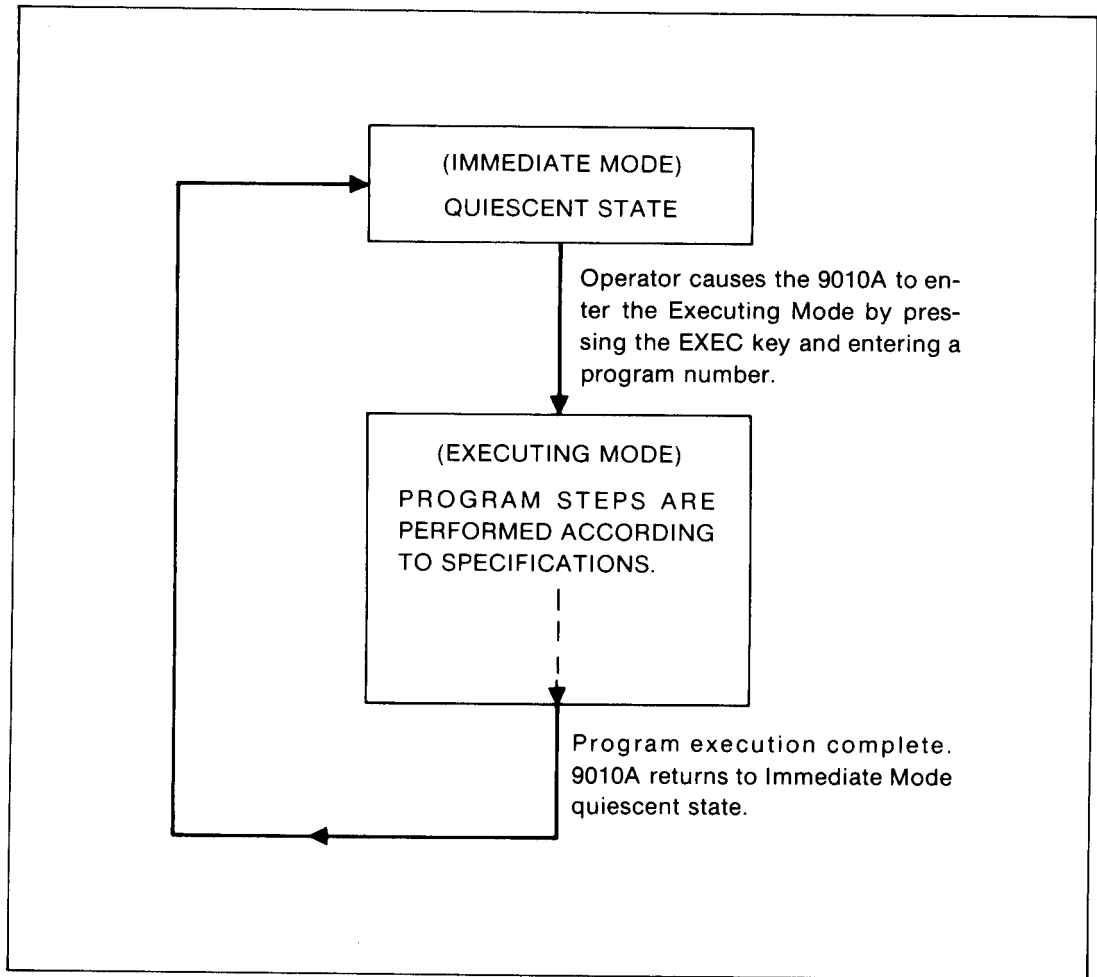 (IMMEDIATE MODE)
QUIESCENT STATE
Operator causes the 9010A to en-
ter the Executing Mode by pres-
sing the EXEC key and entering a
program number.
(EXECUTING MODE)
PROGRAM STEPS ARE
PERFORMED ACCORDING
TO SPECIFICATIONS.
Program execution complete.
9010A returns to Immediate Mode
quiescent state.